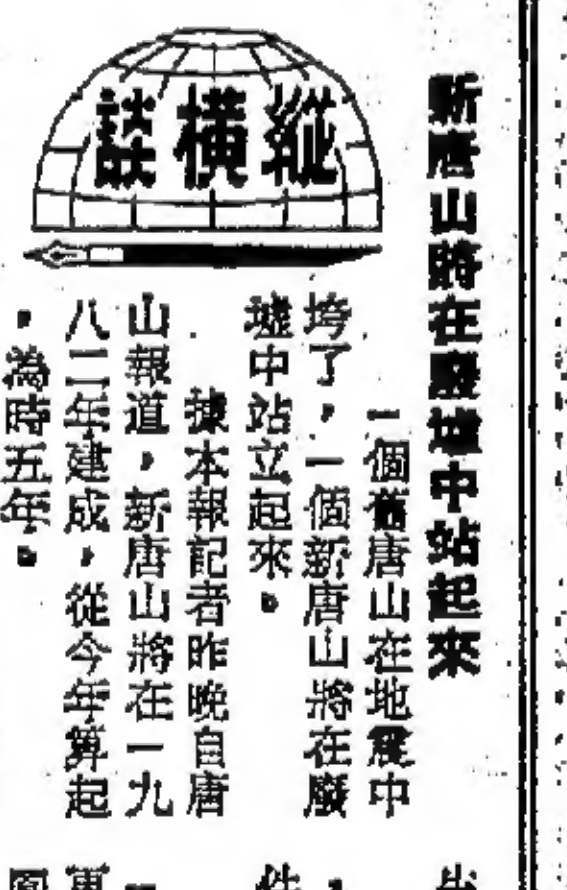 新唐山將在廢墟中站起來
縱橫談
一個舊唐山在地震中
垮了，一個新唐山將在廢
墟中站立起來。
據本報記者昨晚自唐
山報道，新唐山將在一九
八二年建成，從今年算起
，為時五年。